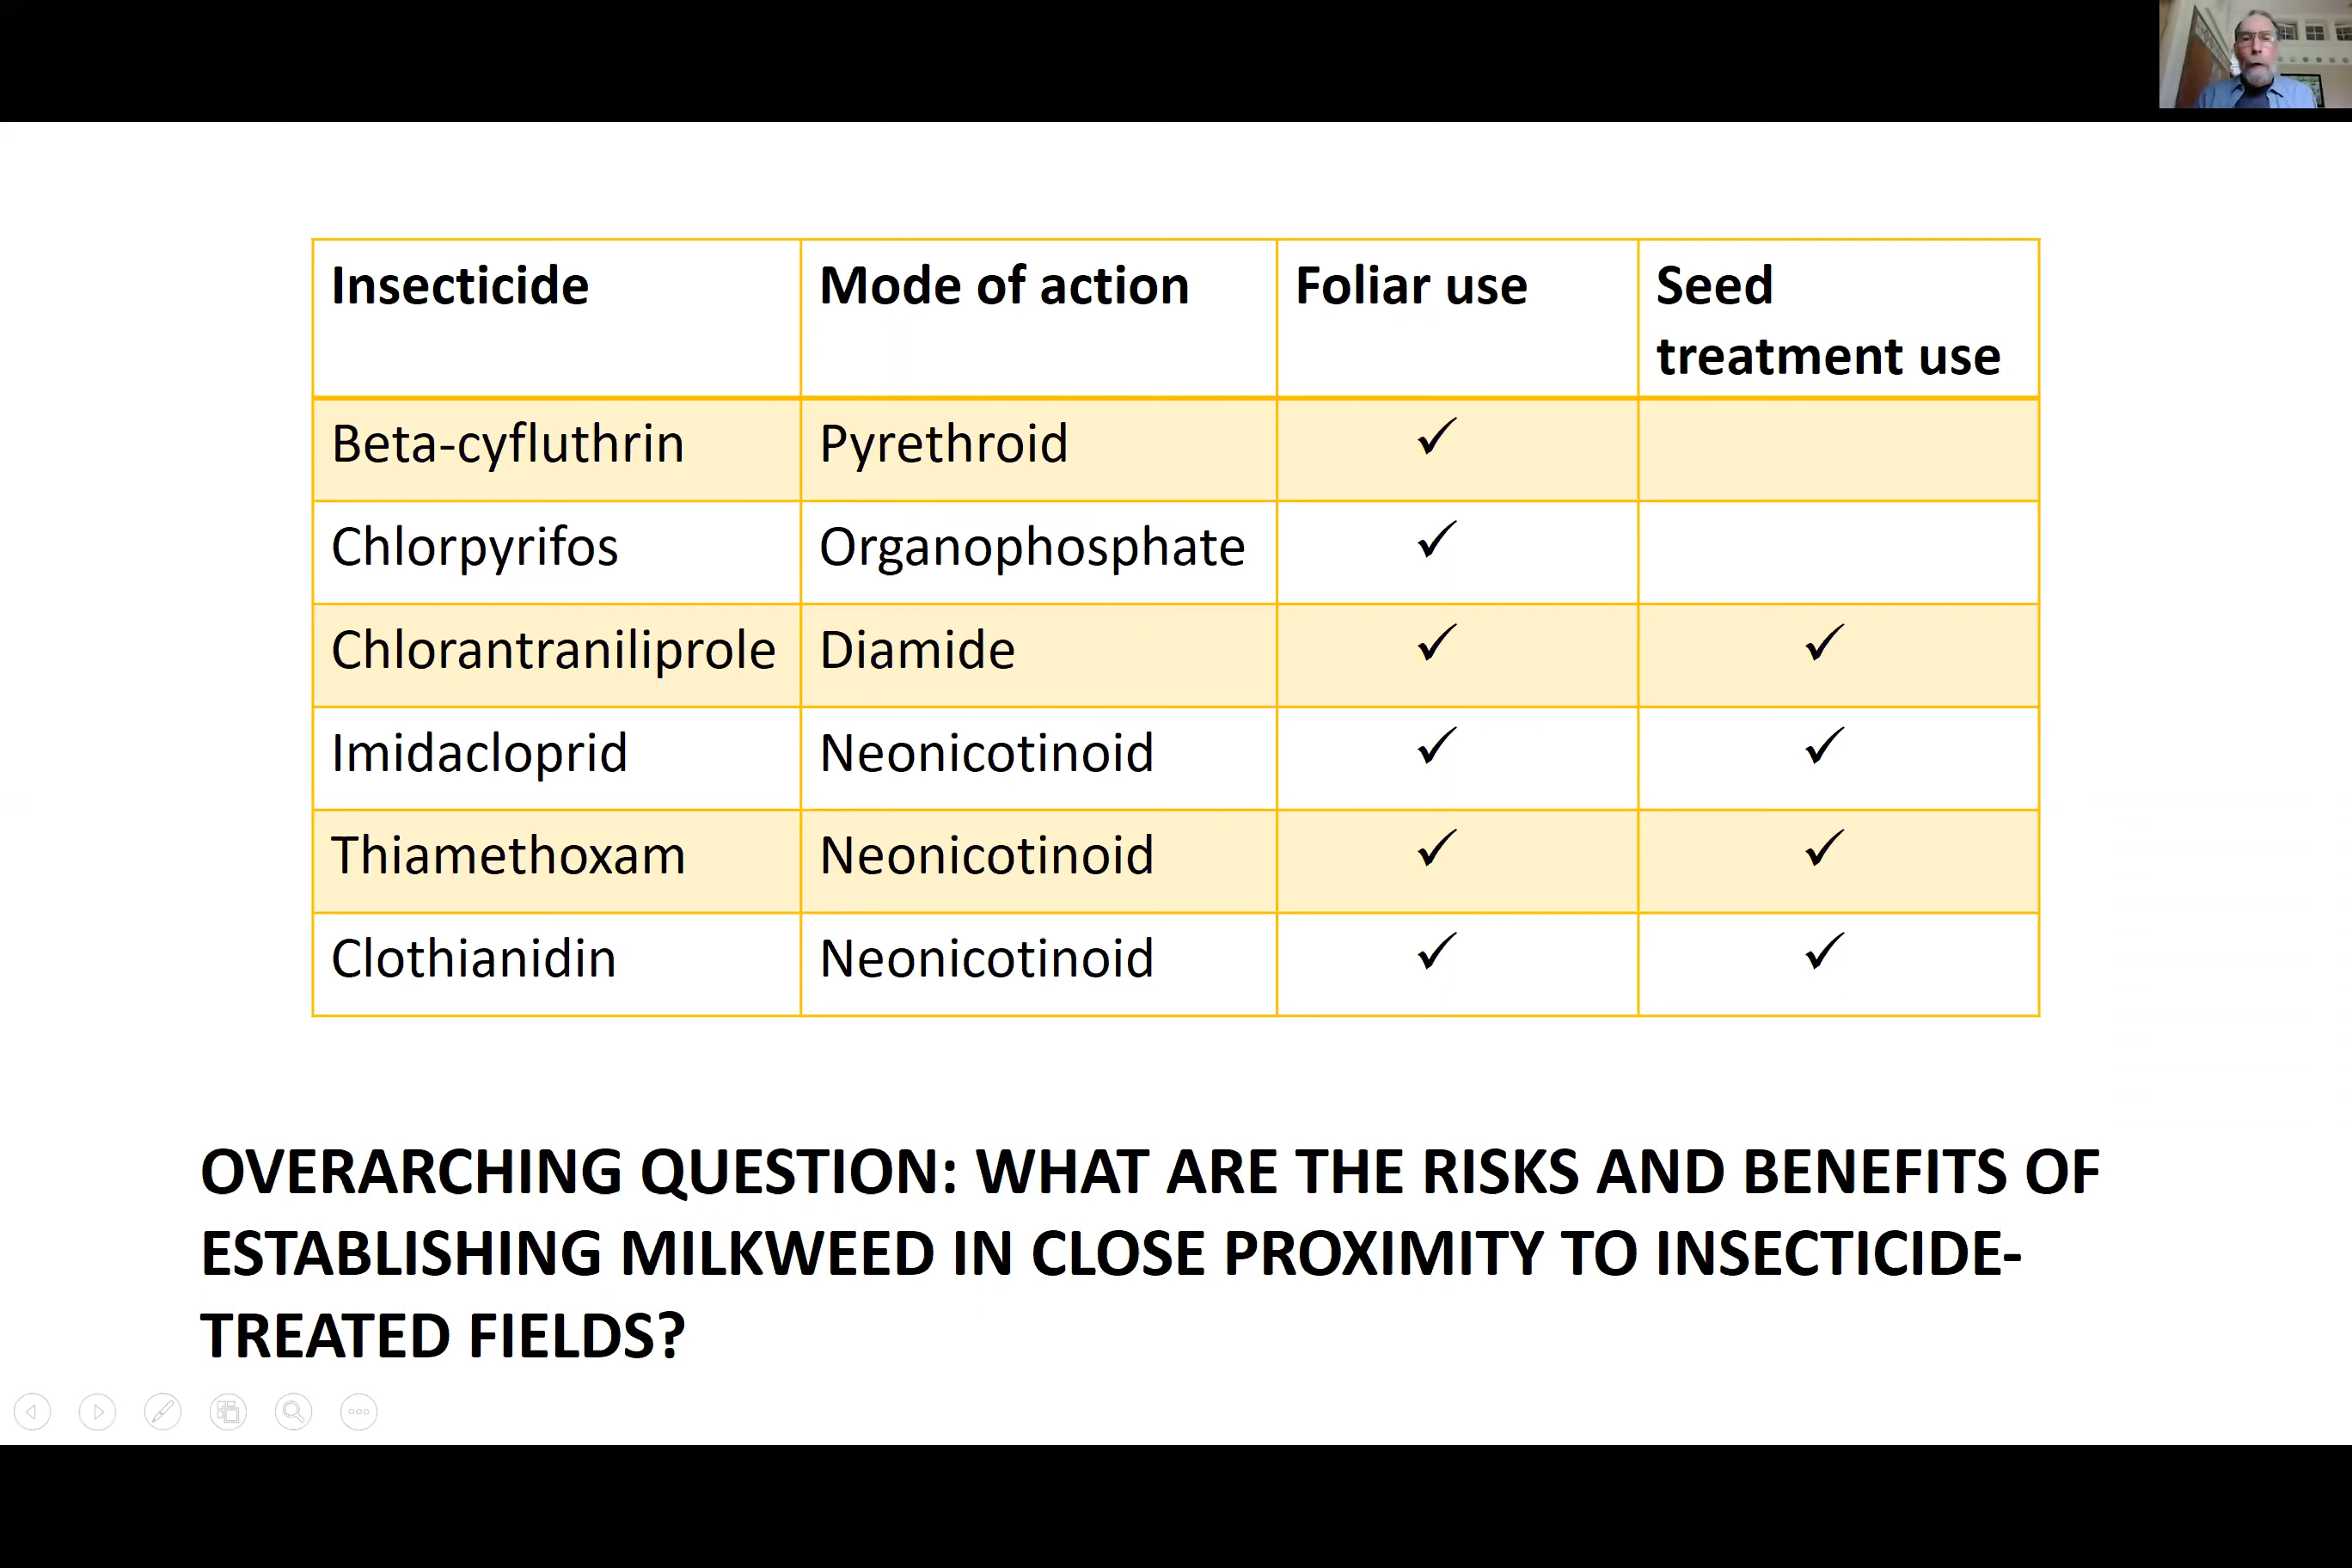 Insecticide Mode of action Foliar use Seed treatment use
Beta-cyfluthrin Pyrethroid ✓
Chlorpyrifos Organophosphate ✓
Chlorantraniliprole Diamide ✓ ✓
Imidacloprid Neonicotinoid ✓ ✓
Thiamethoxam Neonicotinoid ✓ ✓
Clothianidin Neonicotinoid ✓ ✓
OVERARCHING QUESTION: WHAT ARE THE RISKS AND BENEFITS OF
ESTABLISHING MILKWEED IN CLOSE PROXIMITY TO INSECTICIDE-
TREATED FIELDS?